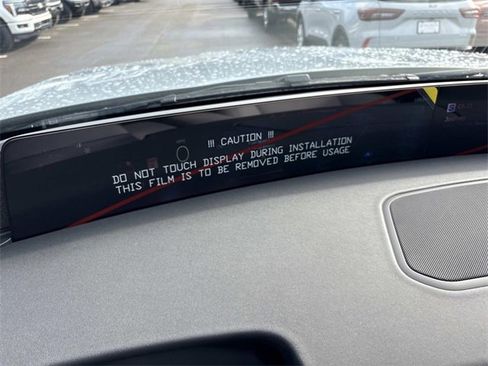 !!! CAUTION !!!
DO NOT TOUCH DISPLAY DURING INSTALLATION
THIS FILM IS TO BE REMOVED BEFORE USAGE